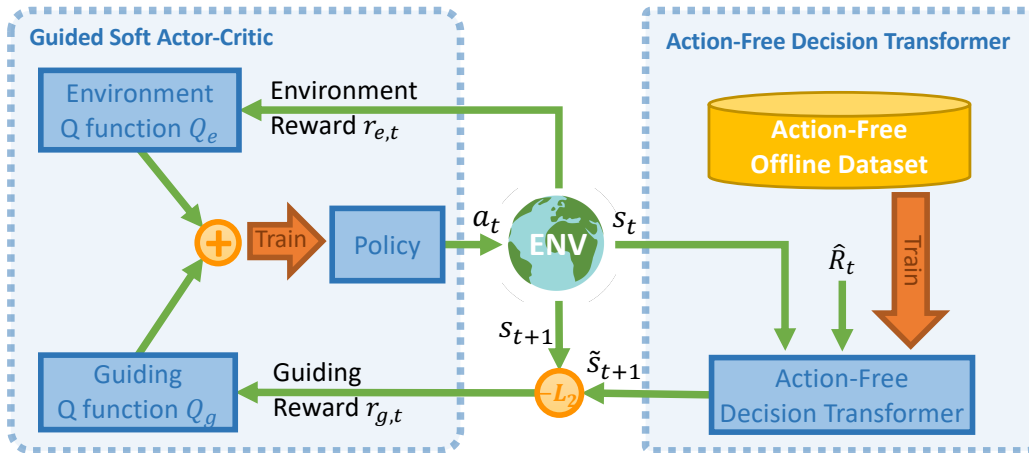 Guided Soft Actor-Critic
Environment
Q function $Q_e$
Environment
Reward $r_{e,t}$
+
Train
Policy
$a_t$
ENV
$s_t$
$s_{t+1}$
Guiding
Q function $Q_g$
Guiding
Reward $r_{g,t}$
$-L_2$
$\tilde{s}_{t+1}$
Action-Free Decision Transformer
Action-Free
Offline Dataset
Train
$\hat{R}_t$
Action-Free
Decision Transformer